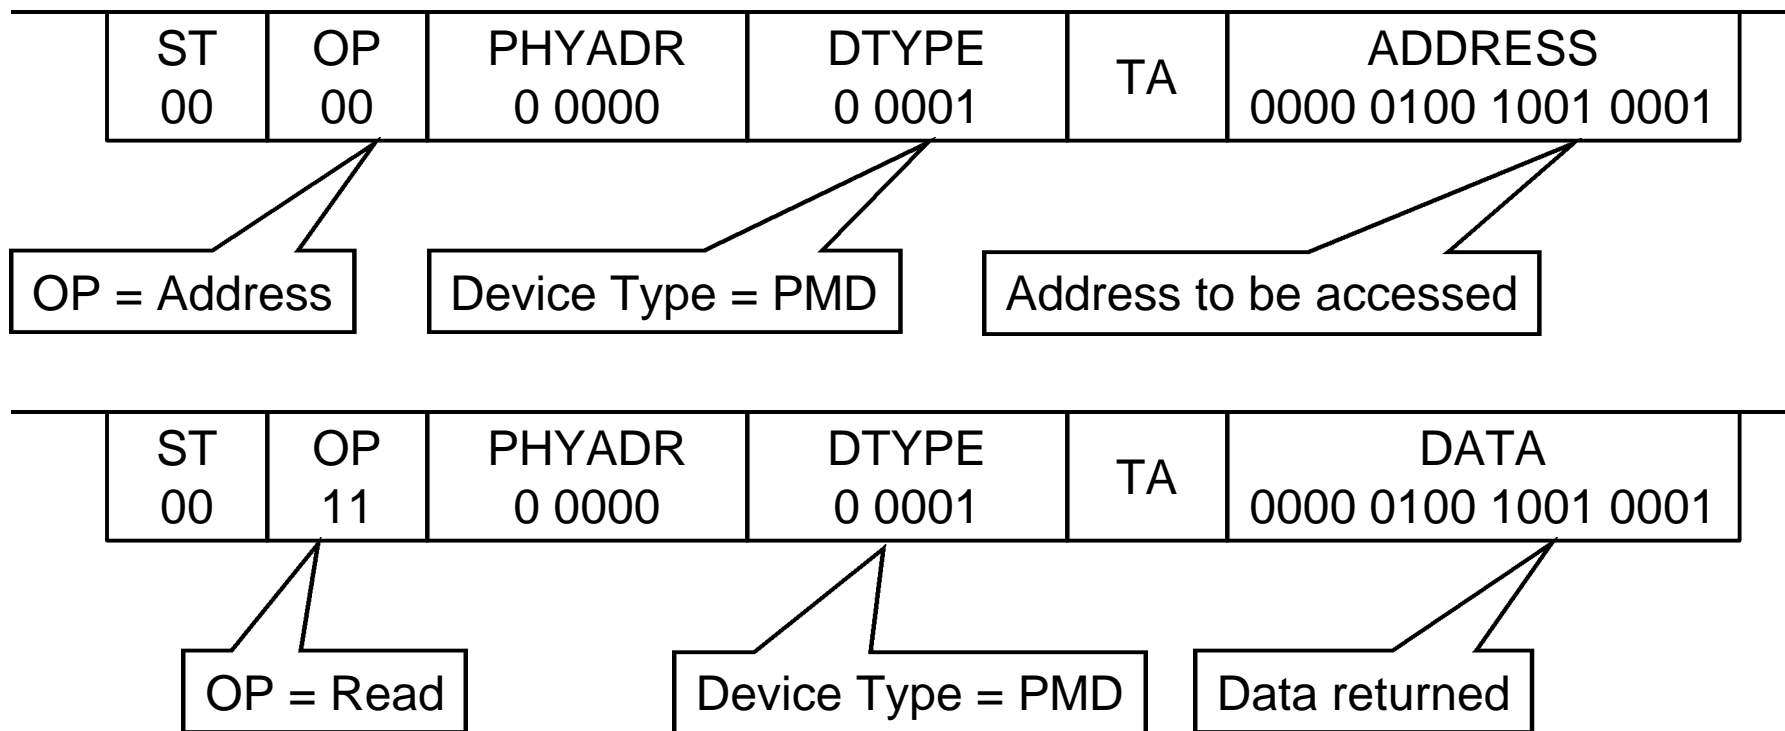 ST OP PHYADR DTYPE TA ADDRESS
00 00 0 0000 0 0001 0000 0100 1001 0001
OP = Address Device Type = PMD Address to be accessed
ST OP PHYADR DTYPE TA DATA
00 11 0 0000 0 0001 0000 0100 1001 0001
OP = Read Device Type = PMD Data returned